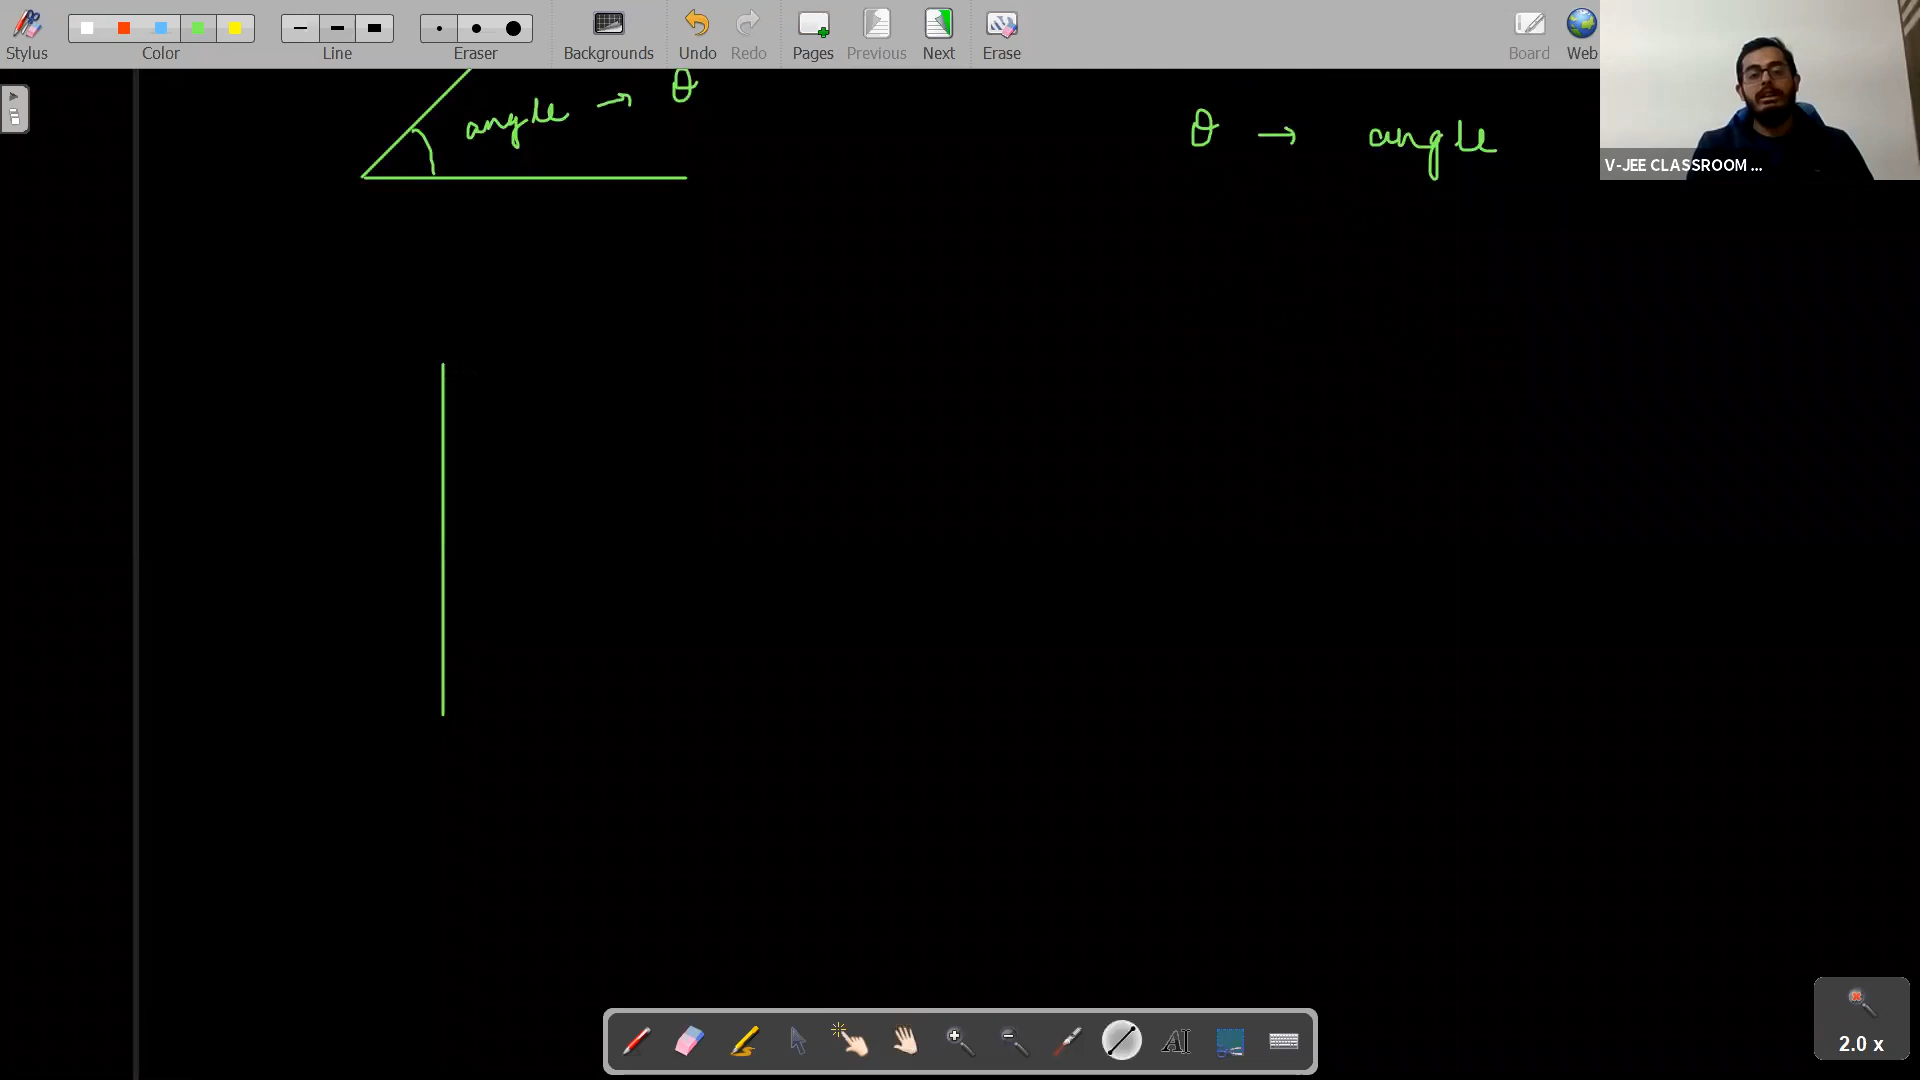 Stylus Color Line Eraser Backgrounds Undo Redo Pages Previous Next Erase Board Web
angle → θ
θ → angle
V-JEE CLASSROOM ...
AI
2.0 x